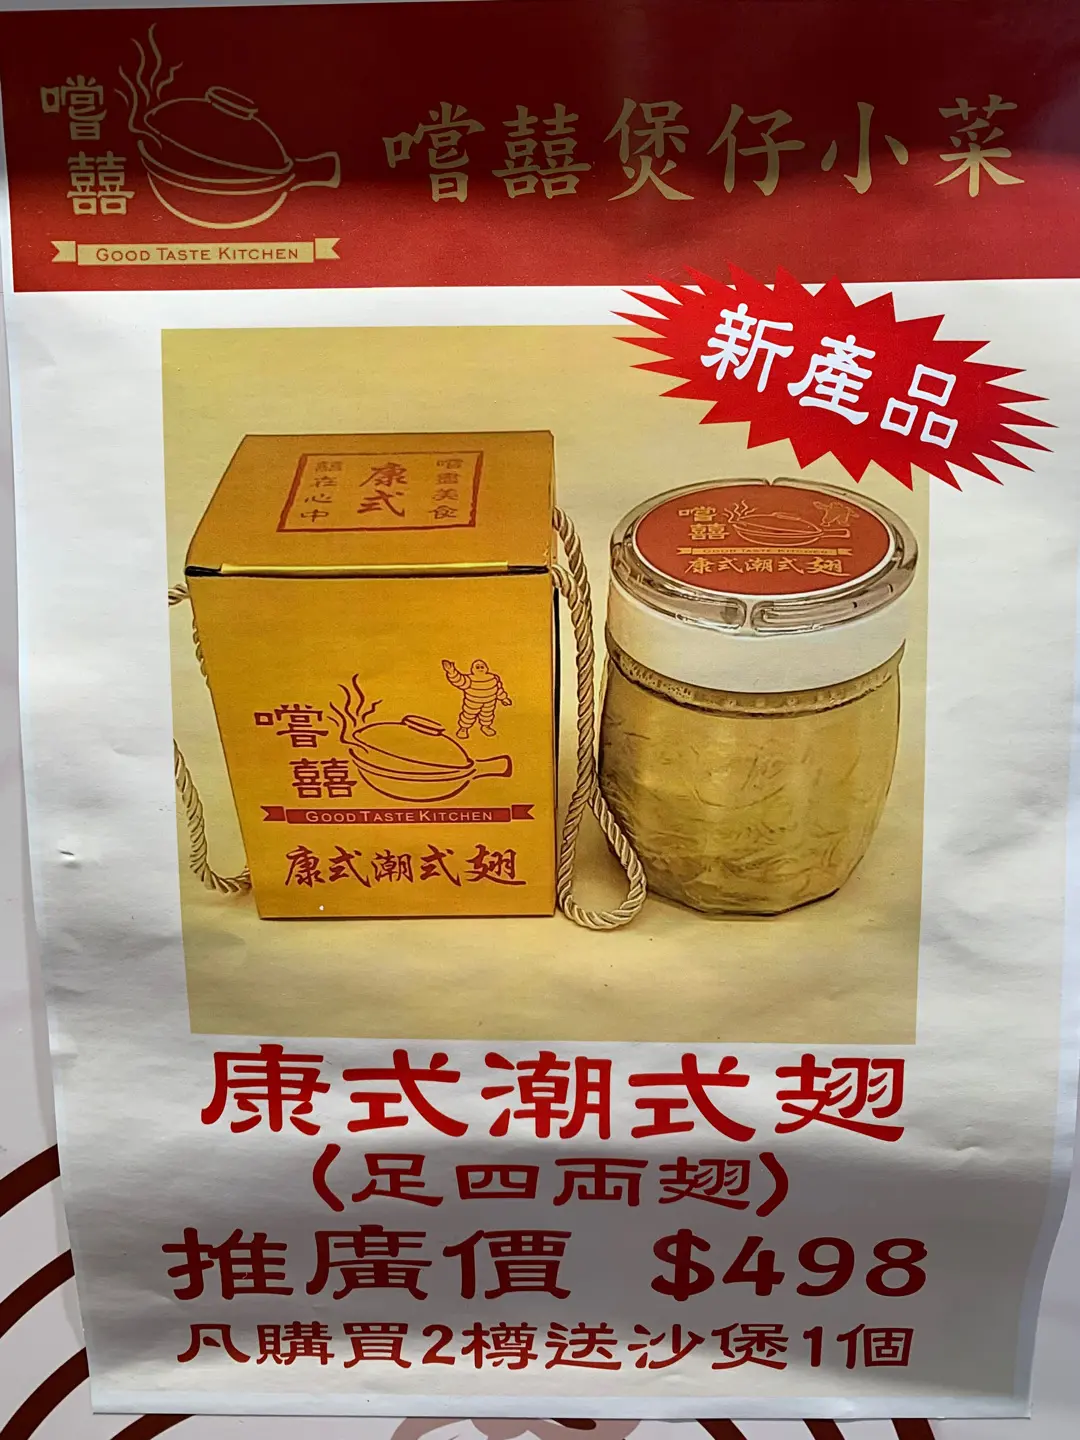 嚐
囍
GOOD TASTE KITCHEN
嚐囍煲仔小菜
新產品
嚐盡美食
康式
囍在心中
嚐
囍
GOOD TASTE KITCHEN
康式潮式翅
嚐
囍
GOOD TASTE KITCHEN
康式潮式翅
康式潮式翅
(足四両翅)
推廣價 $498
凡購買2樽送沙煲1個